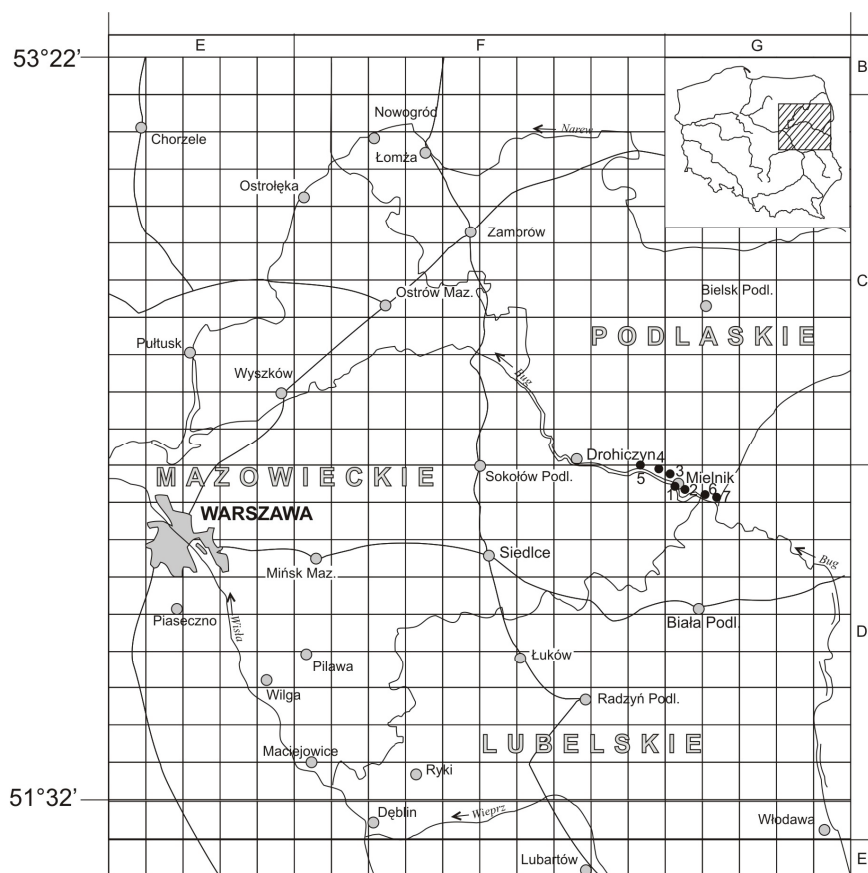 E F G
53°22’
B
Nowogród
Narew
Chorzele
Łomża
Ostrołęka
Zambrów
C
Ostrów Maz.
Bielsk Podl.
PODLASKIE
Pułtusk
Wyszków
Bug
Drohiczyn 4
3
MAZOWIECKIE
Sokołów Podl.
5
Mielnik
1 2 6 7
WARSZAWA
Siedlce
Bug
Mińsk Maz.
Piaseczno
Wisła
Biała Podl.
D
Pilawa
Łuków
Wilga
Radzyń Podl.
LUBELSKIE
Maciejowice
Ryki
51°32’
Dęblin
Wieprz
Włodawa
Lubartów
E